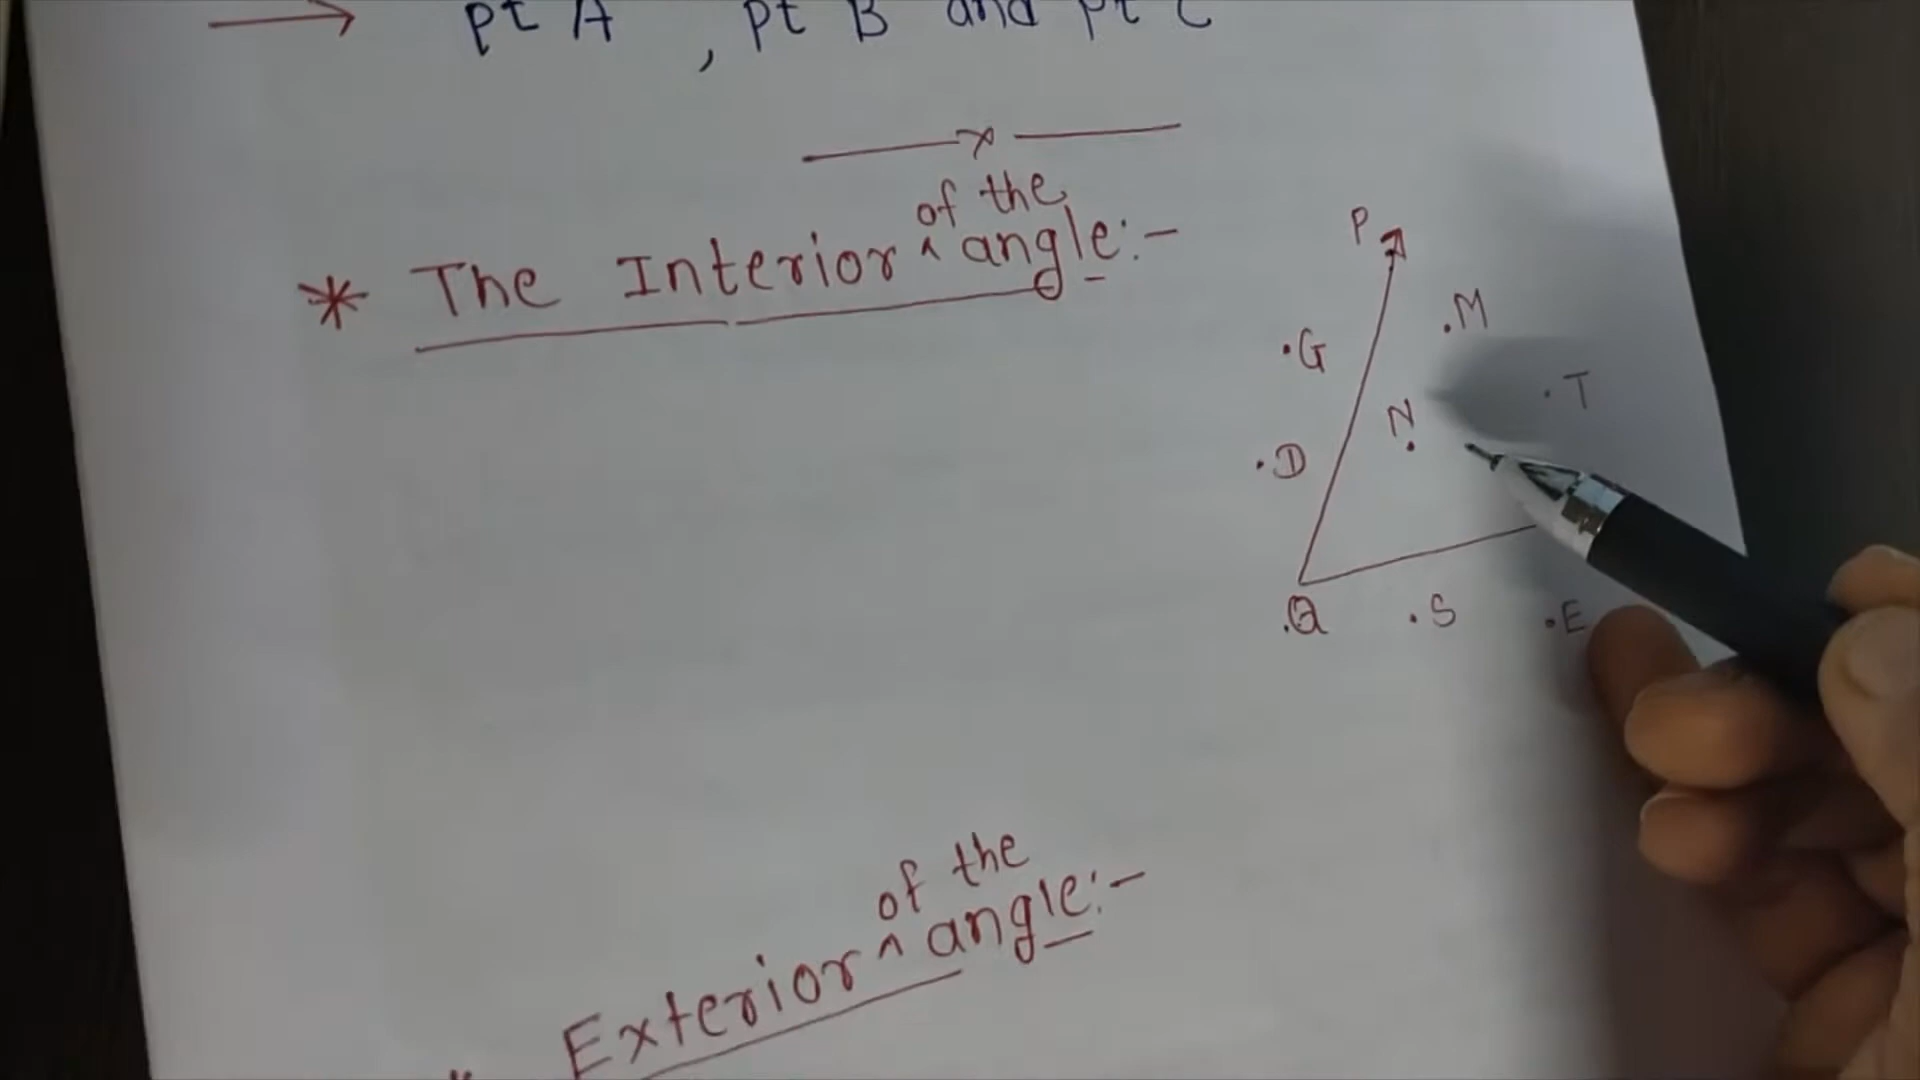 pt A , pt B and pt C
x
of the
* The Interior ^ angle:-
P
.M
.G
.T
N
.D
.Q .S .E
of the
Exterior ^ angle:-